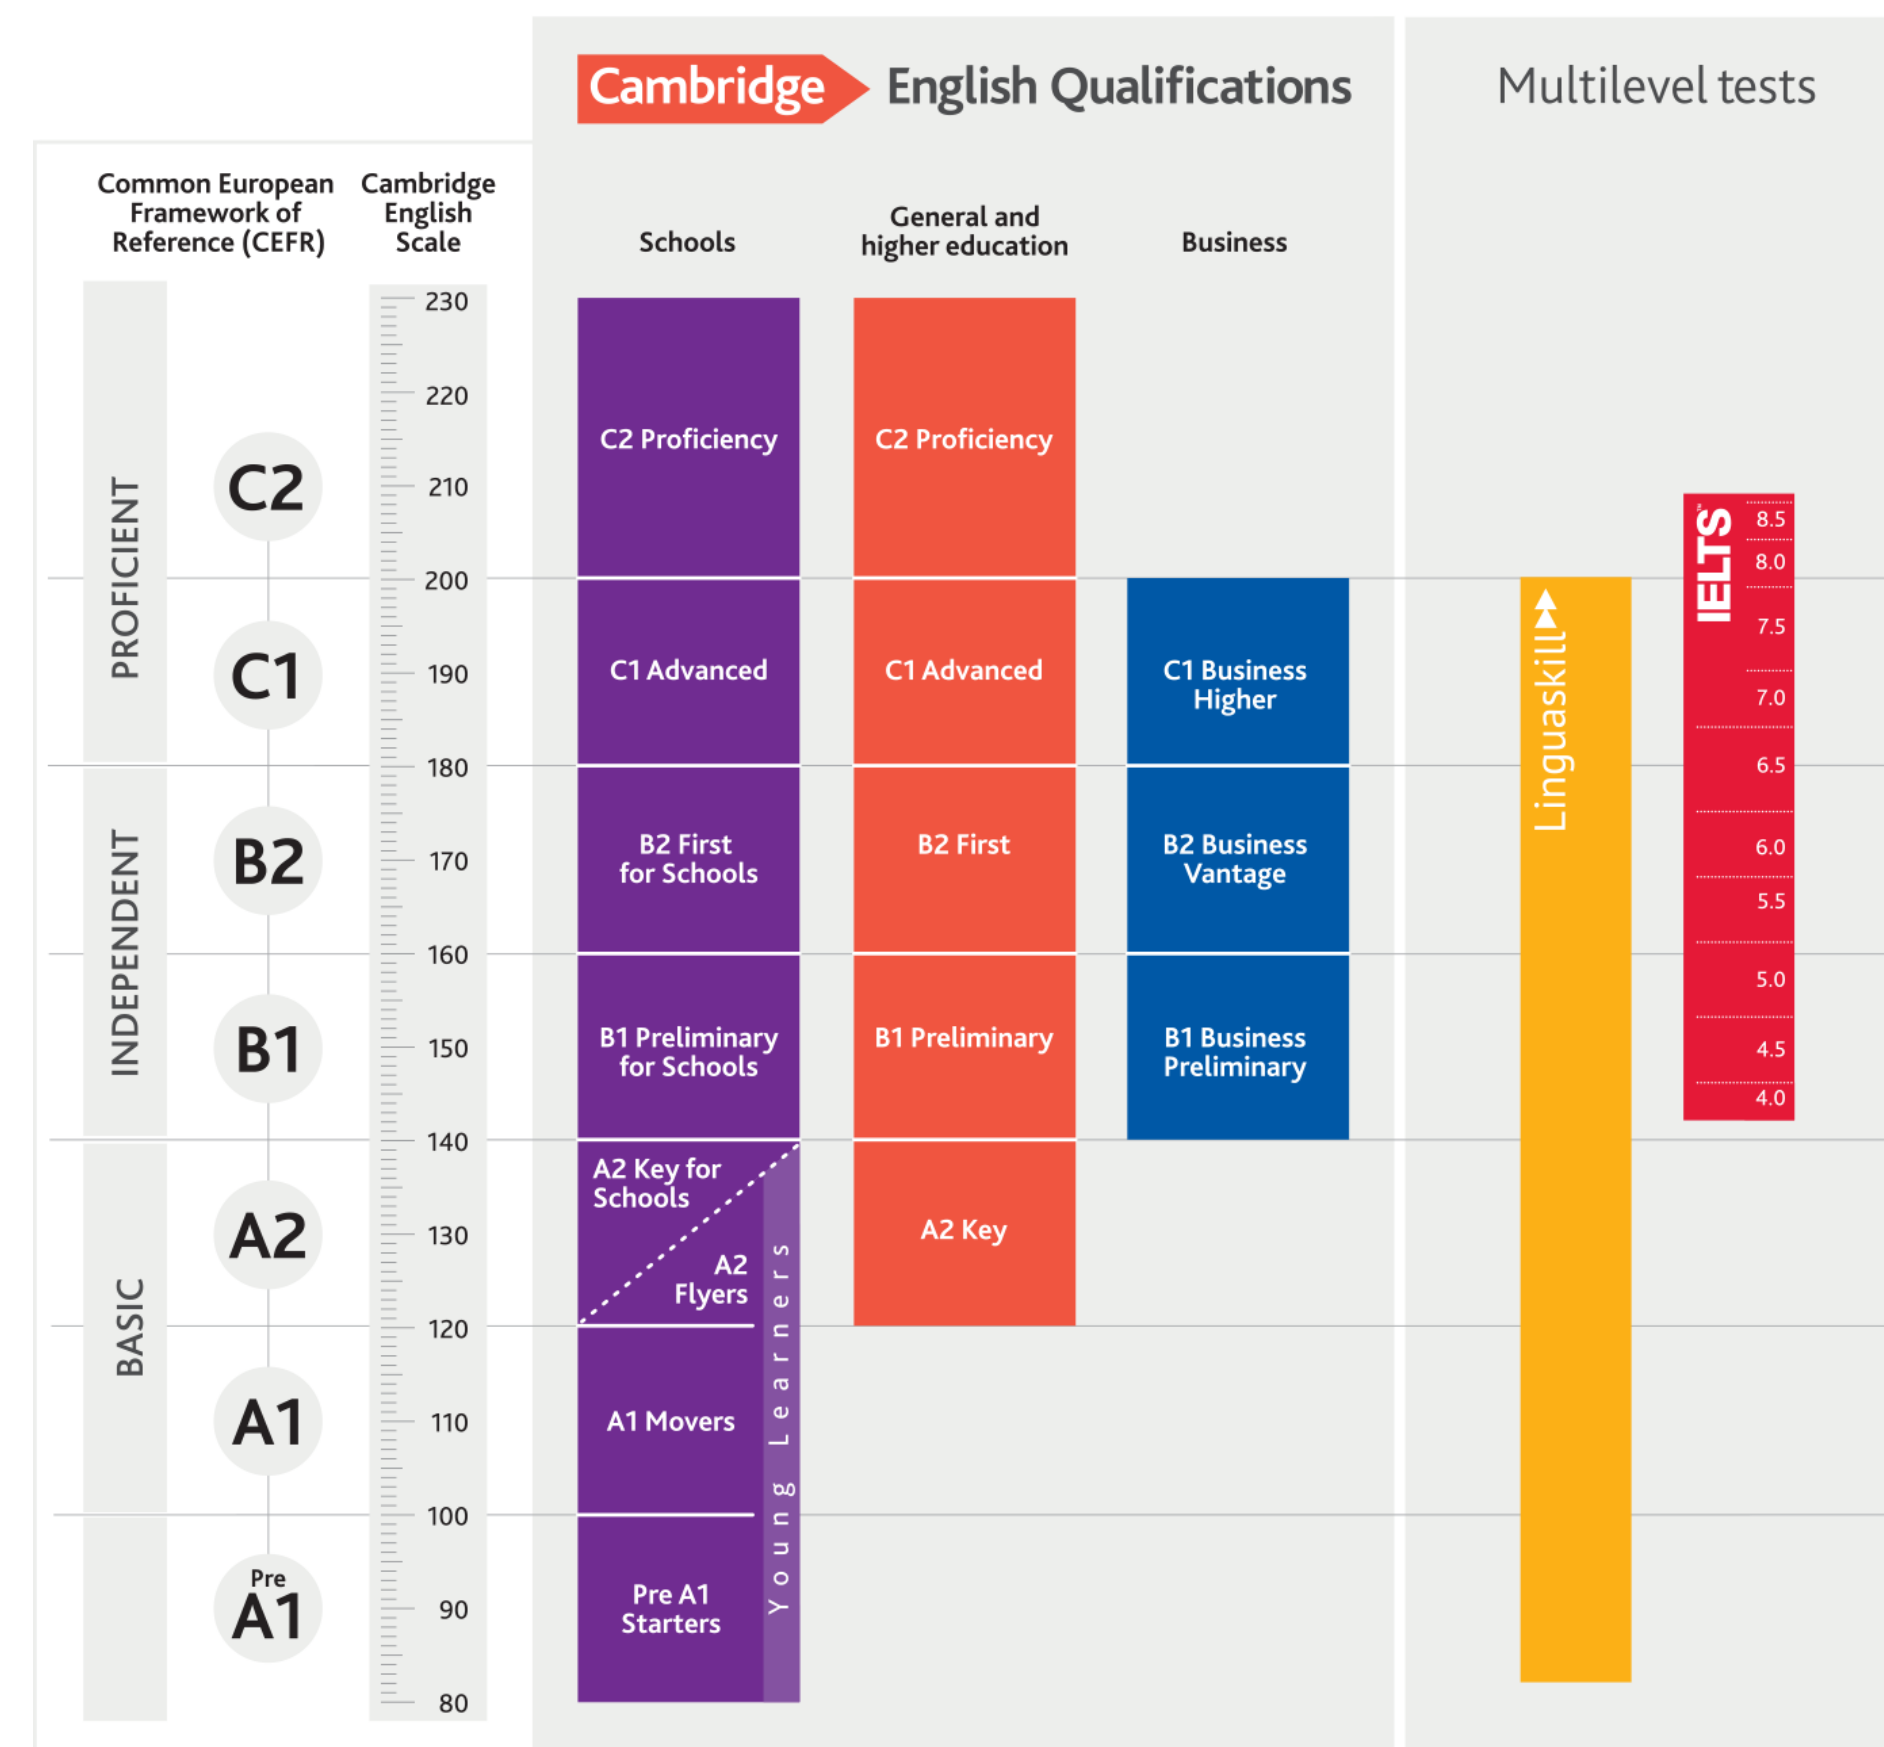 Cambridge English Qualifications
Multilevel tests
Common European
Framework of
Reference (CEFR)
Cambridge
English
Scale
Schools
General and
higher education
Business
PROFICIENT
INDEPENDENT
BASIC
C2
C1
B2
B1
A2
A1
Pre
A1
230
220
210
200
190
180
170
160
150
140
130
120
110
100
90
80
C2 Proficiency
C1 Advanced
B2 First
for Schools
B1 Preliminary
for Schools
A2 Key for
Schools
A2
Flyers
A1 Movers
Pre A1
Starters
Young Learners
C2 Proficiency
C1 Advanced
B2 First
B1 Preliminary
A2 Key
C1 Business
Higher
B2 Business
Vantage
B1 Business
Preliminary
Linguaskill
IELTS™
8.5
8.0
7.5
7.0
6.5
6.0
5.5
5.0
4.5
4.0